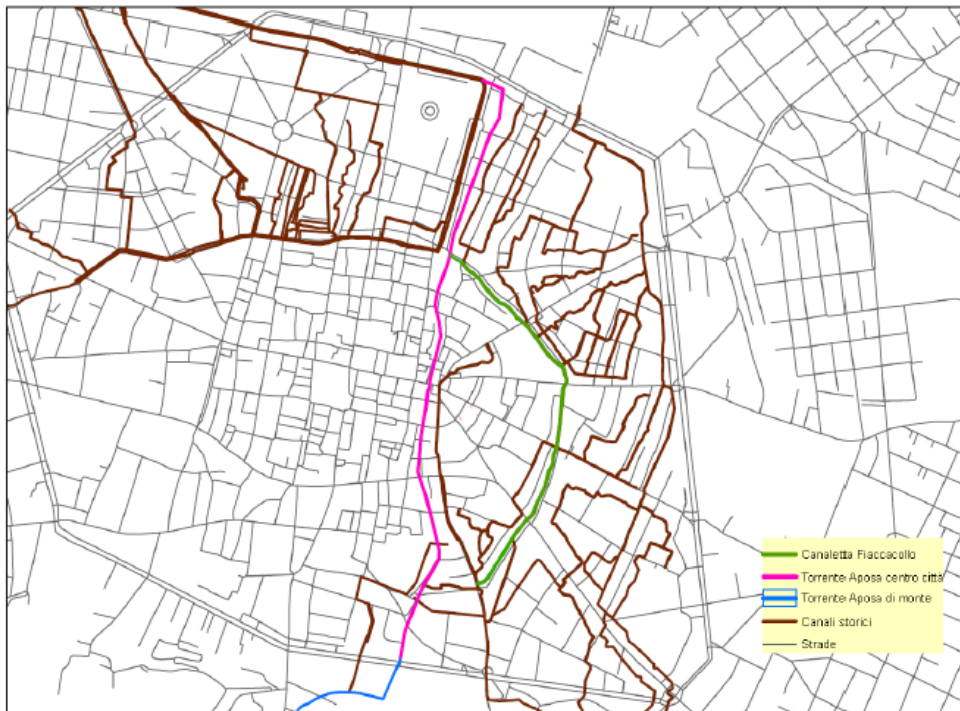 Canaletta Fiaccacollo
Torrente Aposa centro città
Torrente Aposa di monte
Canali storici
Strade